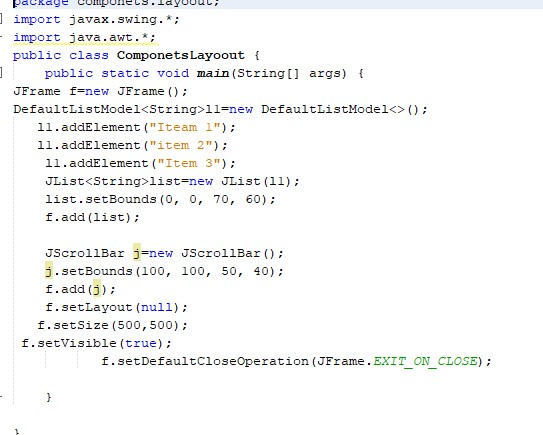 package componets.layoout;
import javax.swing.*;
import java.awt.*;
public class ComponetsLayoout {
public static void main(String[] args) {
JFrame f=new JFrame();
DefaultListModel<String>l1=new DefaultListModel<>();
l1.addElement("Iteam 1");
l1.addElement("item 2");
l1.addElement("Item 3");
JList<String>list=new JList(l1);
list.setBounds(0, 0, 70, 60);
f.add(list);
JScrollBar j=new JScrollBar();
j.setBounds(100, 100, 50, 40);
f.add(j);
f.setLayout(null);
f.setSize(500,500);
f.setVisible(true);
f.setDefaultCloseOperation(JFrame.EXIT_ON_CLOSE);
}
}